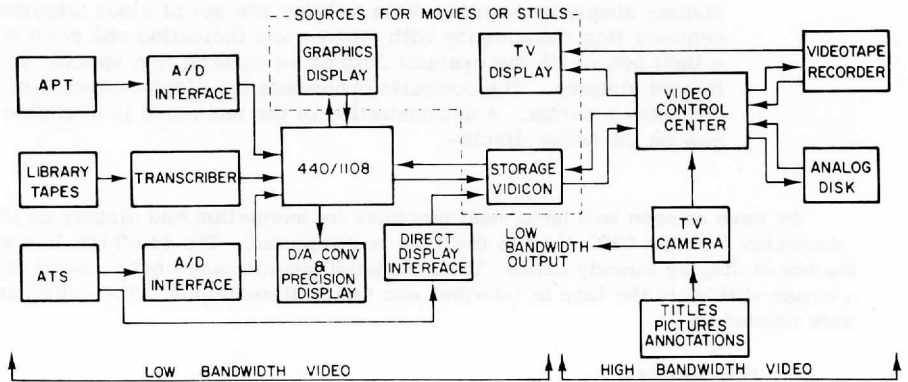 SOURCES FOR MOVIES OR STILLS
GRAPHICS
DISPLAY
TV
DISPLAY
VIDEOTAPE
RECORDER
APT
A/D
INTERFACE
VIDEO
CONTROL
CENTER
LIBRARY
TAPES
TRANSCRIBER
440/1108
STORAGE
VIDICON
ANALOG
DISK
ATS
A/D
INTERFACE
D/A CONV
&
PRECISION
DISPLAY
DIRECT
DISPLAY
INTERFACE
LOW
BANDWIDTH
OUTPUT
TV
CAMERA
TITLES
PICTURES
ANNOTATIONS
LOW BANDWIDTH VIDEO
HIGH BANDWIDTH VIDEO